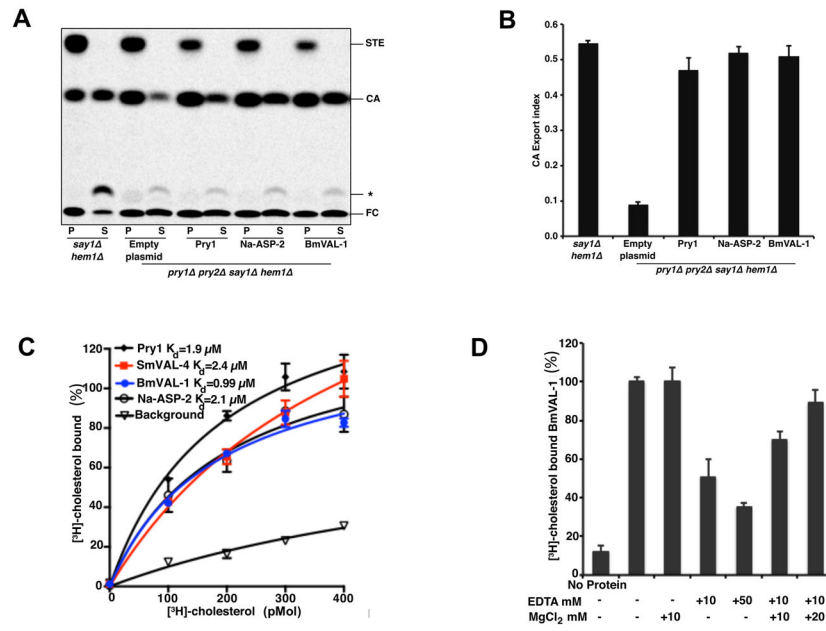 A
STE
CA
*
FC
P S P S P S P S P S
say1Δ hem1Δ
Empty plasmid
Pry1
Na-ASP-2
BmVAL-1
pry1Δ pry2Δ say1Δ hem1Δ
B
CA Export index
0.6
0.5
0.4
0.3
0.2
0.1
0.0
say1Δ hem1Δ
Empty plasmid
Pry1
Na-ASP-2
BmVAL-1
pry1Δ pry2Δ say1Δ hem1Δ
C
[³H]-cholesterol bound (%)
120
100
80
60
40
20
0
Pry1 Kd=1.9 µM
SmVAL-4 Kd=2.4 µM
BmVAL-1 Kd=0.99 µM
Na-ASP-2 Kd=2.1 µM
Background
0 100 200 300 400
[³H]-cholesterol (pMol)
D
[³H]-cholesterol bound BmVAL-1 (%)
120
100
80
60
40
20
0
No Protein
EDTA mM - - - +10 +50 +10 +10
MgCl₂ mM - - +10 - - +10 +20